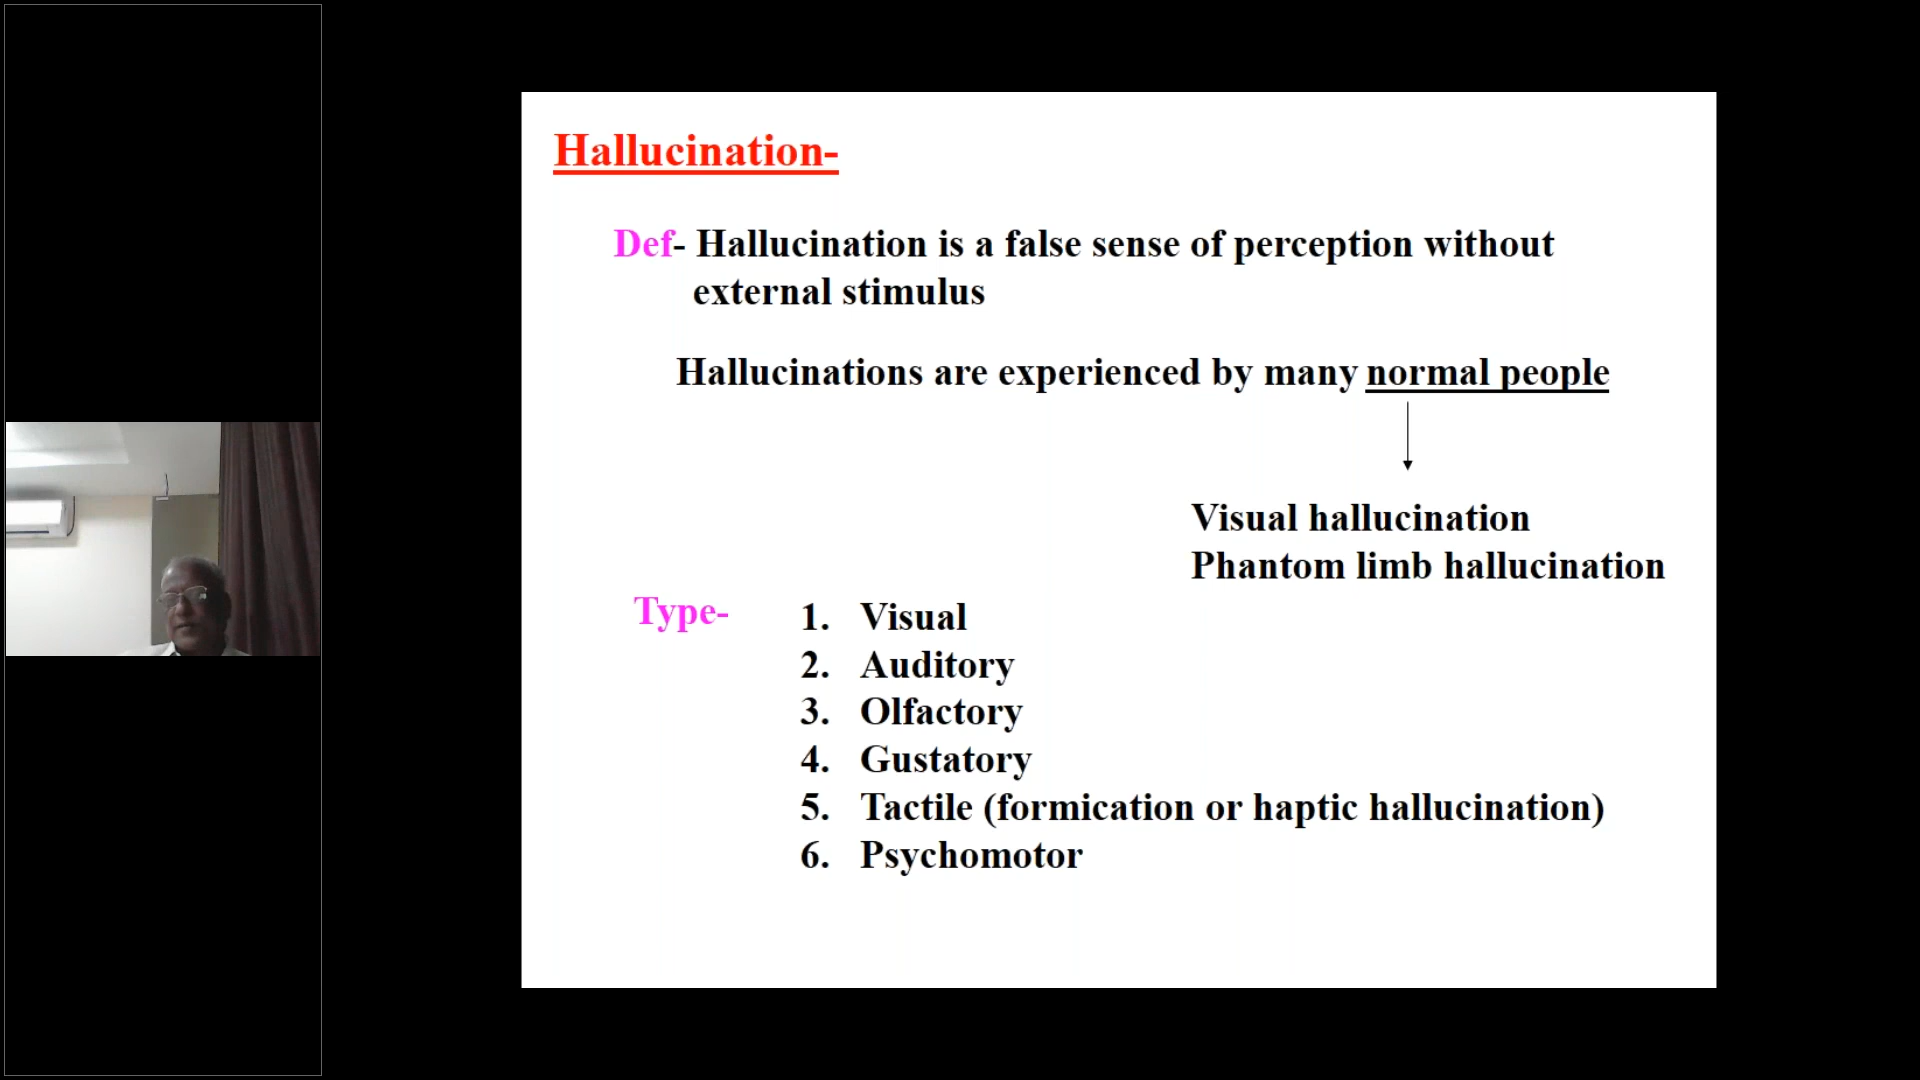 Hallucination-
Def- Hallucination is a false sense of perception without
external stimulus
Hallucinations are experienced by many normal people
Visual hallucination
Phantom limb hallucination
Type- 1. Visual
2. Auditory
3. Olfactory
4. Gustatory
5. Tactile (formication or haptic hallucination)
6. Psychomotor